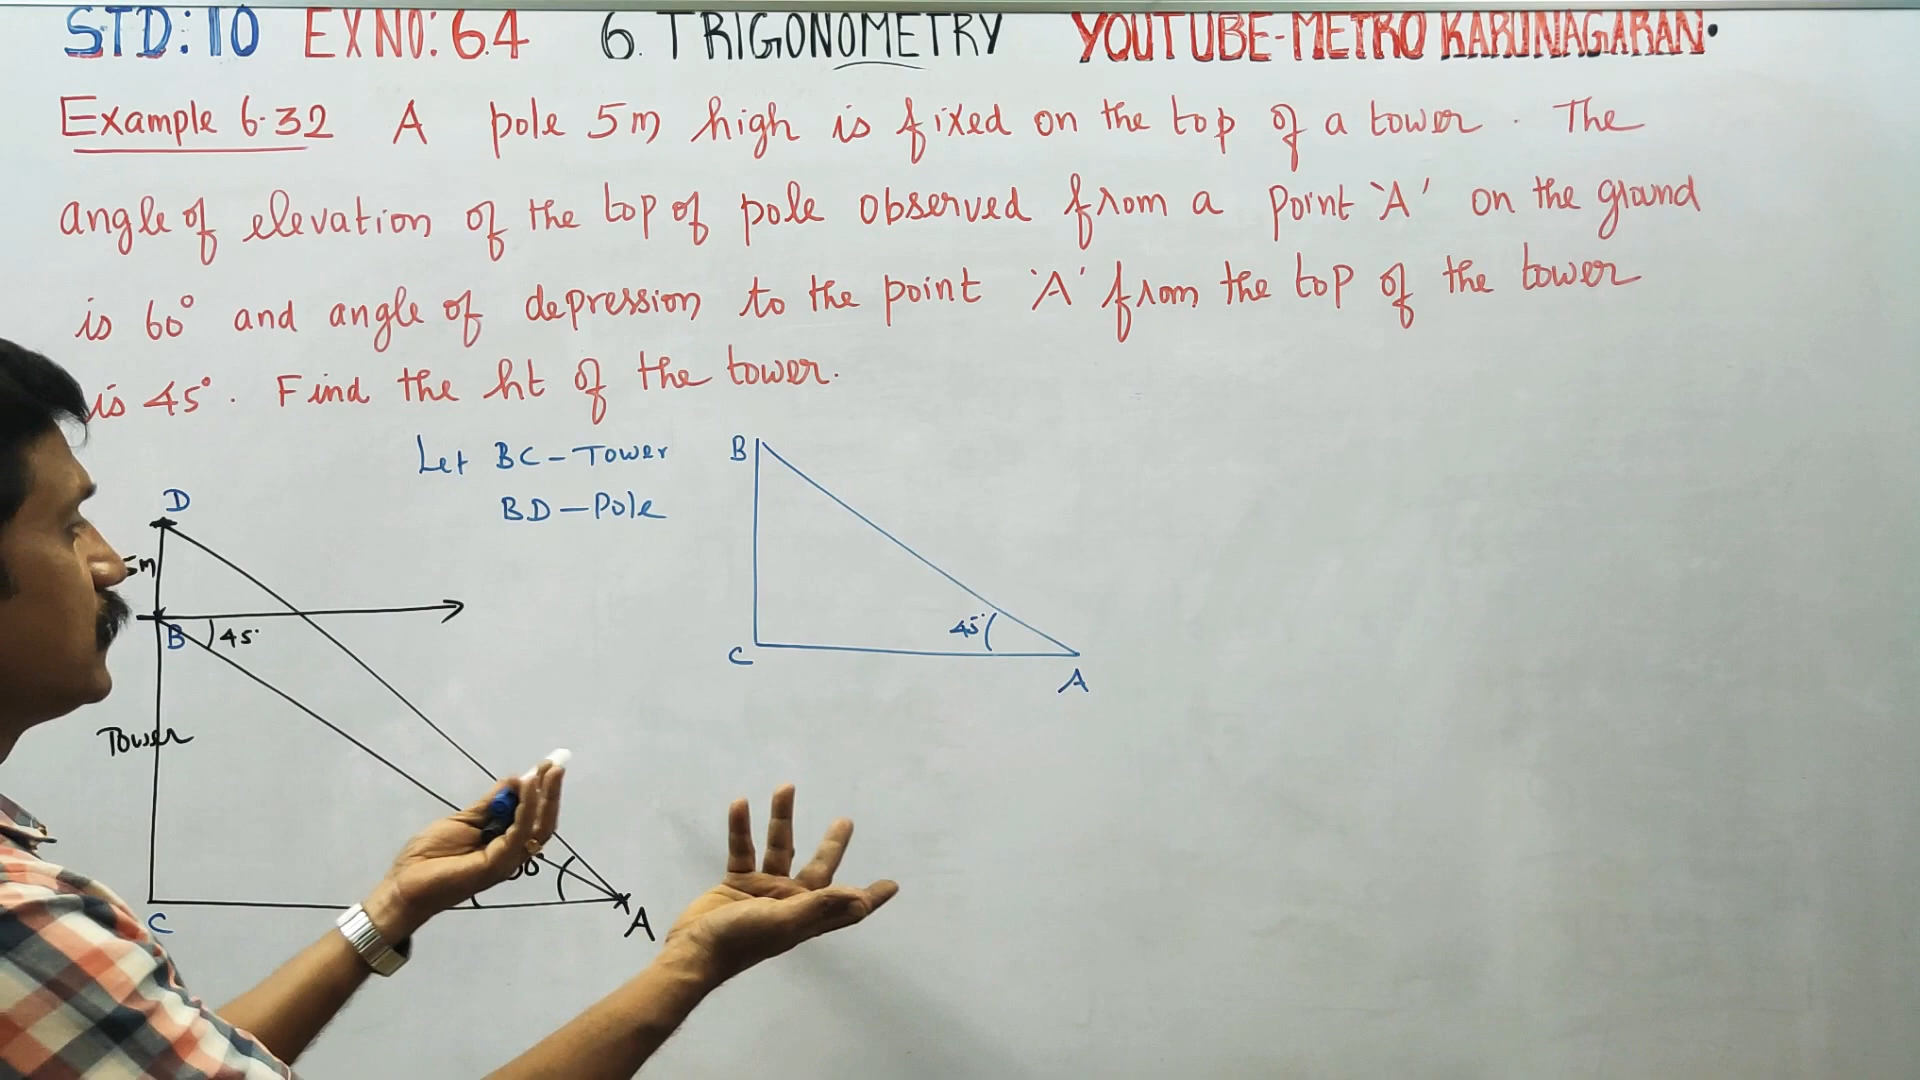 STD:10 EX NO:6.4 6. TRIGONOMETRY YOUTUBE-METRO KARUNAGARAN.
Example 6.32 A pole 5m high is fixed on the top of a tower. The
angle of elevation of the top of pole observed from a point 'A' on the ground
is 60° and angle of depression to the point 'A' from the top of the tower
is 45°. Find the ht of the tower.
Let BC - Tower
BD - Pole
D
5m
B
45°
Tower
C
A
B
45°
C
A